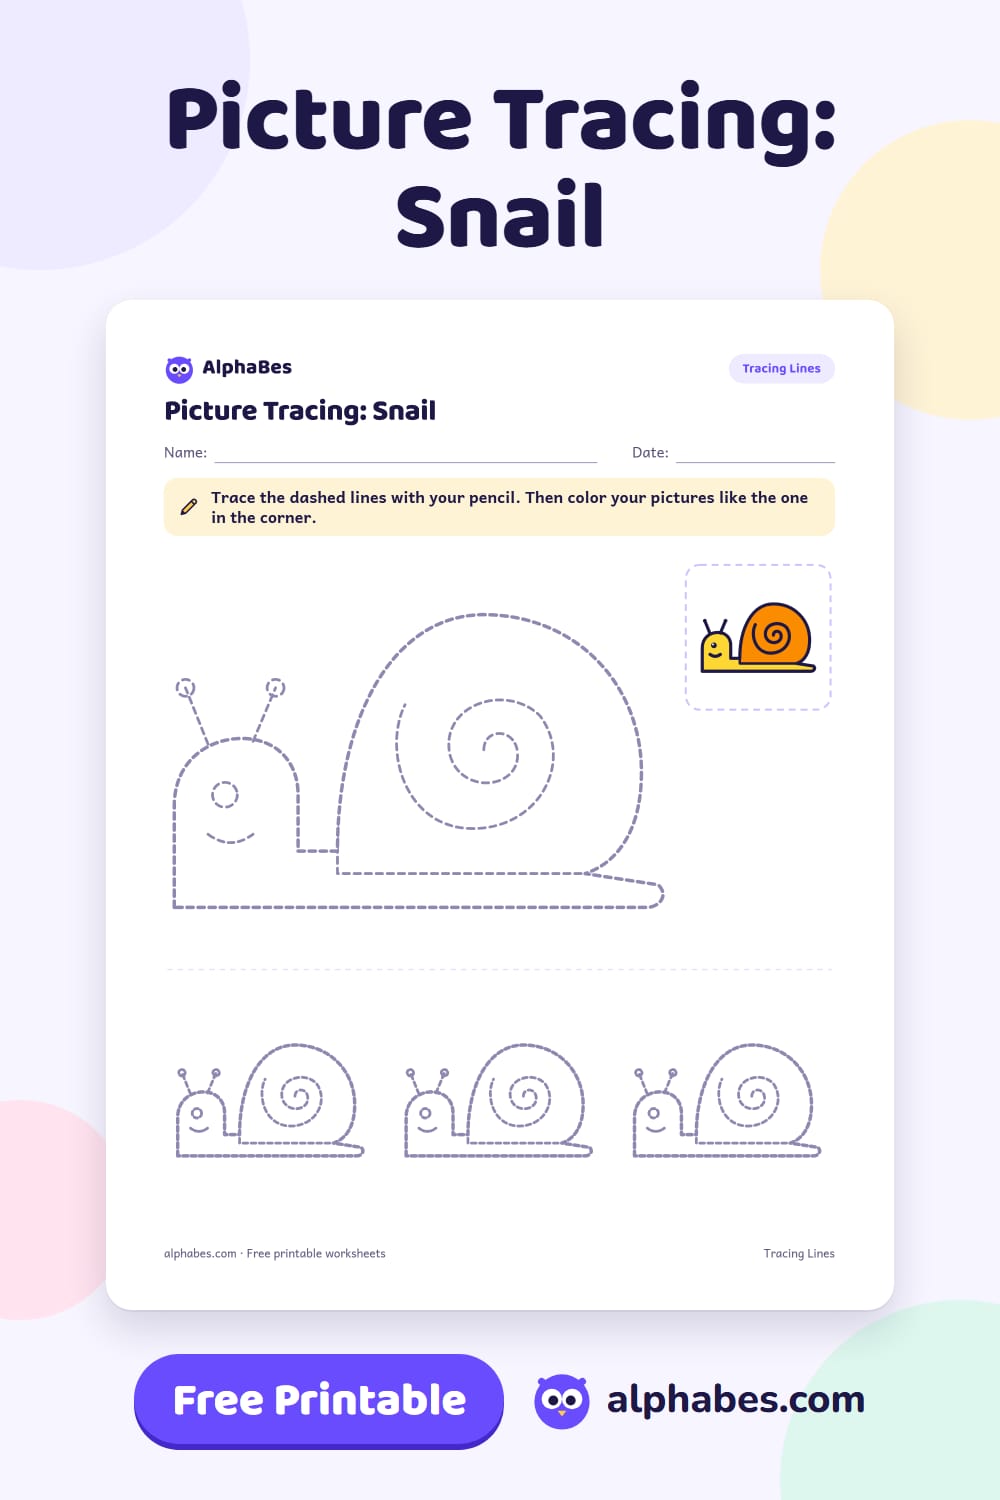 Picture Tracing:
Snail
AlphaBes
Tracing Lines
Picture Tracing: Snail
Name:
Date:
Trace the dashed lines with your pencil. Then color your pictures like the one
in the corner.
alphabes.com · Free printable worksheets
Tracing Lines
Free Printable
alphabes.com